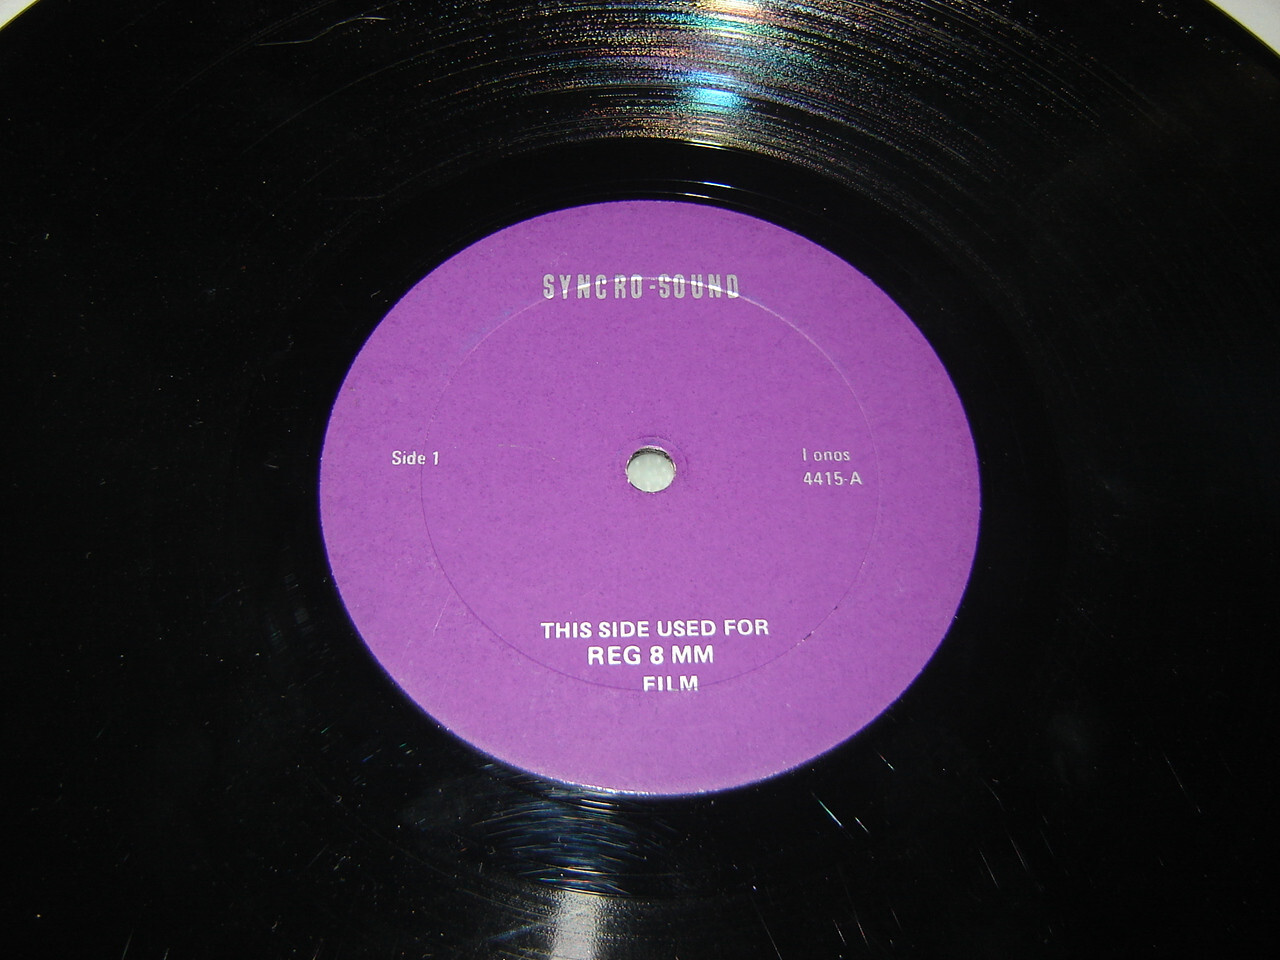 SYNCRO-SOUND
Side 1
I onos
4415-A
THIS SIDE USED FOR
REG 8 MM
FILM